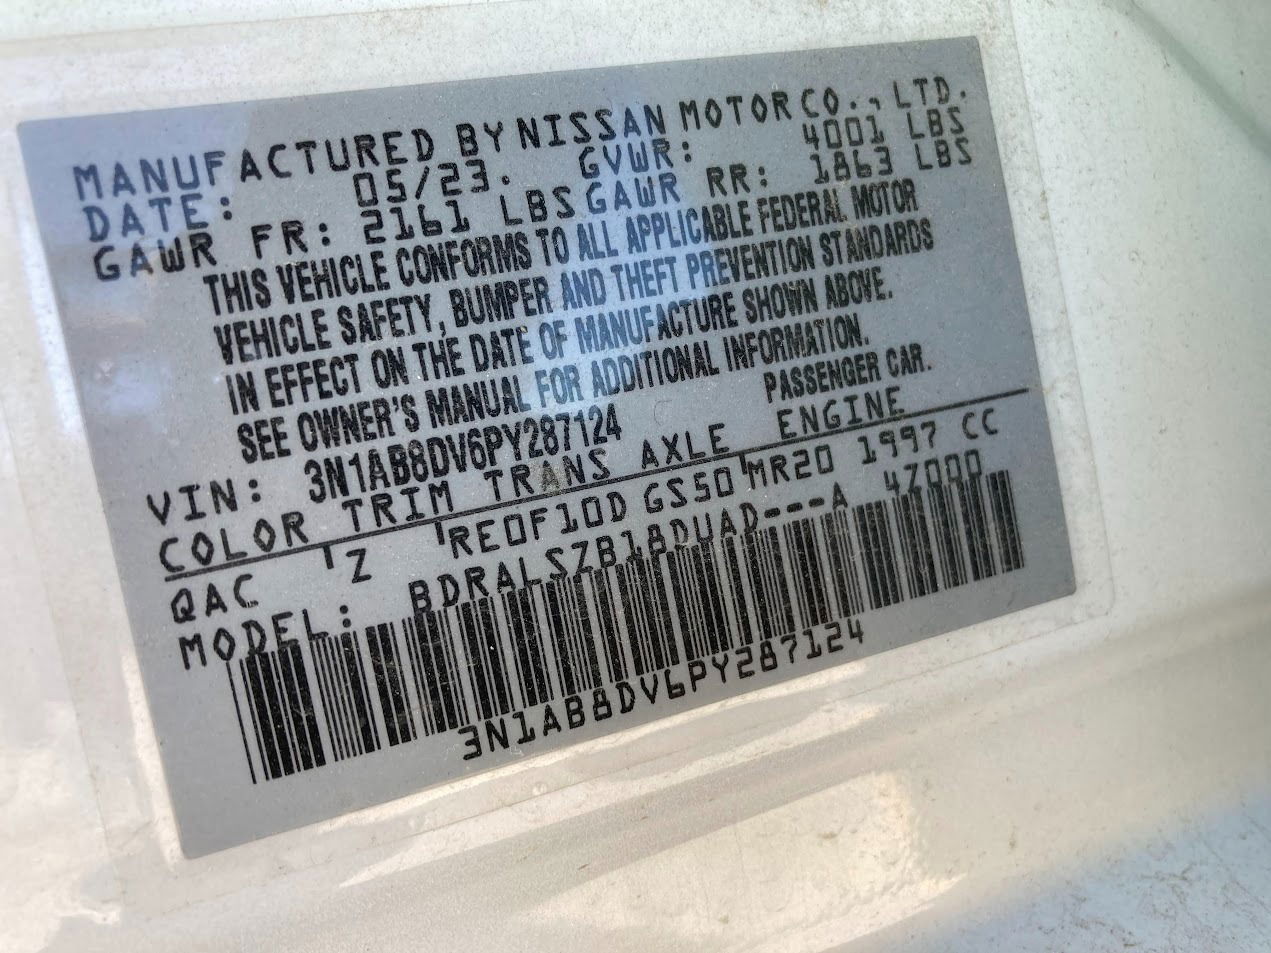 MANUFACTURED BY NISSAN MOTOR CO., LTD.
DATE: 05/23. GVWR: 4001 LBS
GAWR FR: 2161 LBS GAWR RR: 1863 LBS
THIS VEHICLE CONFORMS TO ALL APPLICABLE FEDERAL MOTOR
VEHICLE SAFETY, BUMPER AND THEFT PREVENTION STANDARDS
IN EFFECT ON THE DATE OF MANUFACTURE SHOWN ABOVE.
SEE OWNER'S MANUAL FOR ADDITIONAL INFORMATION.
VIN: 3N1AB8DV6PY287124 PASSENGER CAR.
COLOR TRIM TRANS AXLE ENGINE
QAC Z RE0F10D GS50 MR20 1997 CC
MODEL: BDRALSZB18DUAD---A 4Z000
3N1AB8DV6PY287124